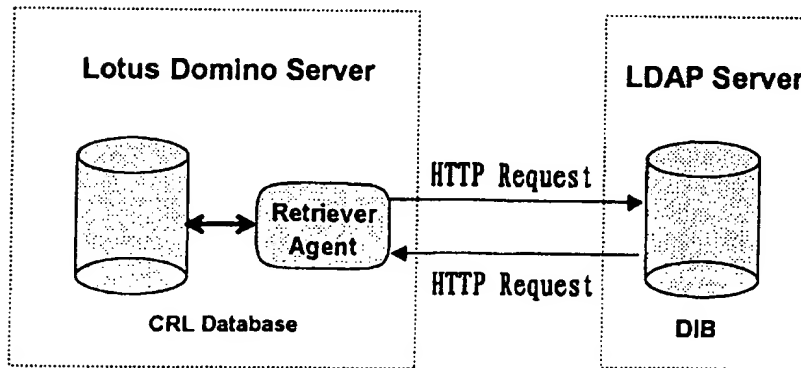 Lotus Domino Server
LDAP Server
HTTP Request
Retriever
Agent
HTTP Request
CRL Database
DIB